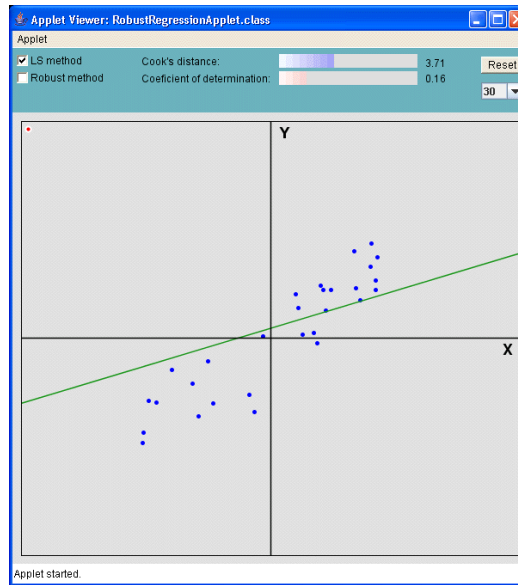 Applet Viewer: RobustRegressionApplet.class
Applet
LS method
Cook's distance:
3.71
Reset
Robust method
Coeficient of determination:
0.16
30
Y
X
Applet started.